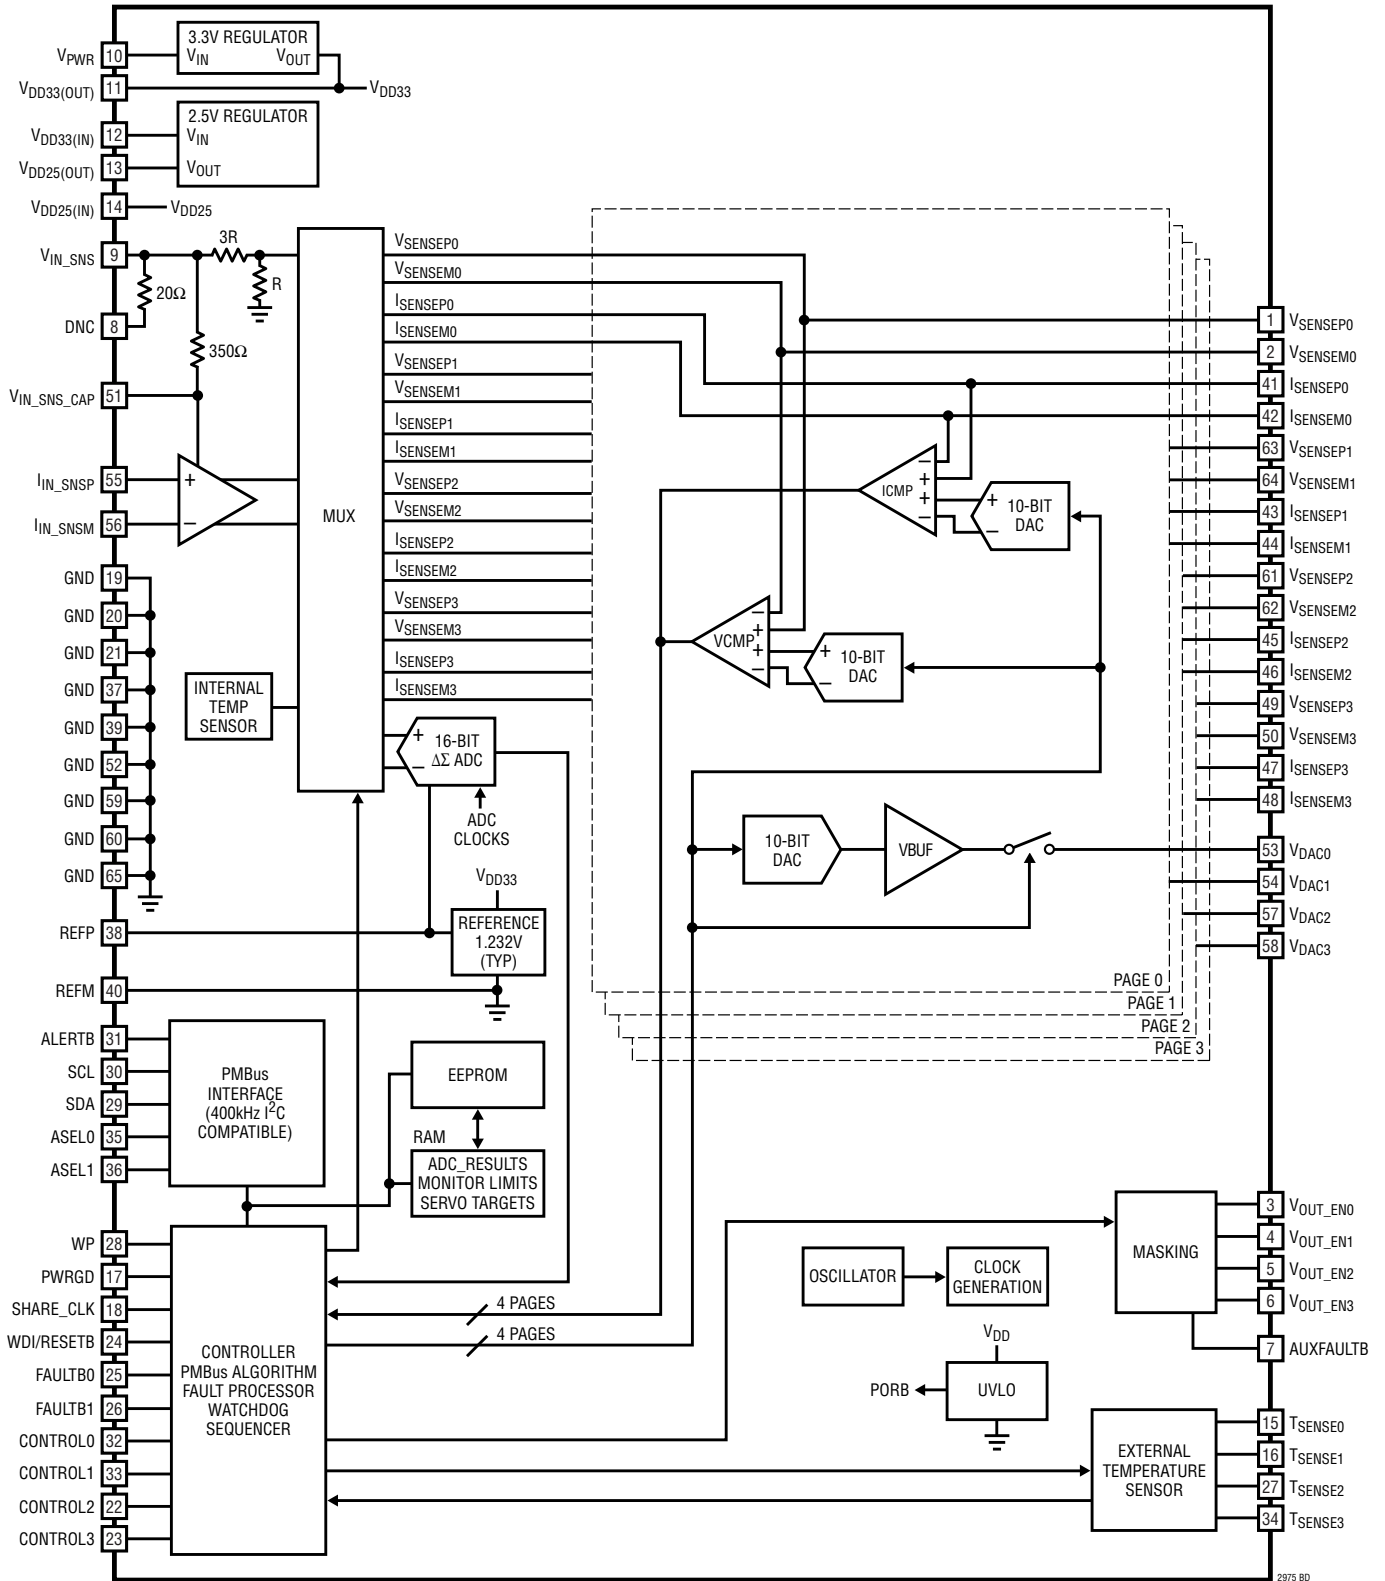 3.3V REGULATOR
VIN VOUT
VPWR 10
VDD33(OUT) 11
VDD33
2.5V REGULATOR
VIN
VOUT
VDD33(IN) 12
VDD25(OUT) 13
VDD25(IN) 14
VDD25
VIN_SNS 9
3R
R
20Ω
DNC 8
350Ω
VIN_SNS_CAP 51
IIN_SNSP 55
+
IIN_SNSM 56
–
MUX
GND 19
GND 20
GND 21
GND 37
GND 39
GND 52
GND 59
GND 60
GND 65
INTERNAL
TEMP
SENSOR
VSENSEP0
VSENSEM0
ISENSEP0
ISENSEM0
VSENSEP1
VSENSEM1
ISENSEP1
ISENSEM1
VSENSEP2
VSENSEM2
ISENSEP2
ISENSEM2
VSENSEP3
VSENSEM3
ISENSEP3
ISENSEM3
+
–
16-BIT
ΔΣ ADC
ADC
CLOCKS
REFP 38
VDD33
REFERENCE
1.232V
(TYP)
REFM 40
ICMP
–
+
+
–
+
–
10-BIT
DAC
VCMP
–
+
+
–
+
–
10-BIT
DAC
10-BIT
DAC
VBUF
PAGE 0
PAGE 1
PAGE 2
PAGE 3
1 VSENSEP0
2 VSENSEM0
41 ISENSEP0
42 ISENSEM0
63 VSENSEP1
64 VSENSEM1
43 ISENSEP1
44 ISENSEM1
61 VSENSEP2
62 VSENSEM2
45 ISENSEP2
46 ISENSEM2
49 VSENSEP3
50 VSENSEM3
47 ISENSEP3
48 ISENSEM3
53 VDAC0
54 VDAC1
57 VDAC2
58 VDAC3
ALERTB 31
SCL 30
SDA 29
ASEL0 35
ASEL1 36
PMBus
INTERFACE
(400kHz I²C
COMPATIBLE)
EEPROM
RAM
ADC_RESULTS
MONITOR LIMITS
SERVO TARGETS
WP 28
PWRGD 17
SHARE_CLK 18
WDI/RESETB 24
FAULTB0 25
FAULTB1 26
CONTROL0 32
CONTROL1 33
CONTROL2 22
CONTROL3 23
CONTROLLER
PMBus ALGORITHM
FAULT PROCESSOR
WATCHDOG
SEQUENCER
4 PAGES
4 PAGES
OSCILLATOR
CLOCK
GENERATION
VDD
UVLO
PORB
MASKING
3 VOUT_EN0
4 VOUT_EN1
5 VOUT_EN2
6 VOUT_EN3
7 AUXFAULTB
EXTERNAL
TEMPERATURE
SENSOR
15 TSENSE0
16 TSENSE1
27 TSENSE2
34 TSENSE3
2975 BD